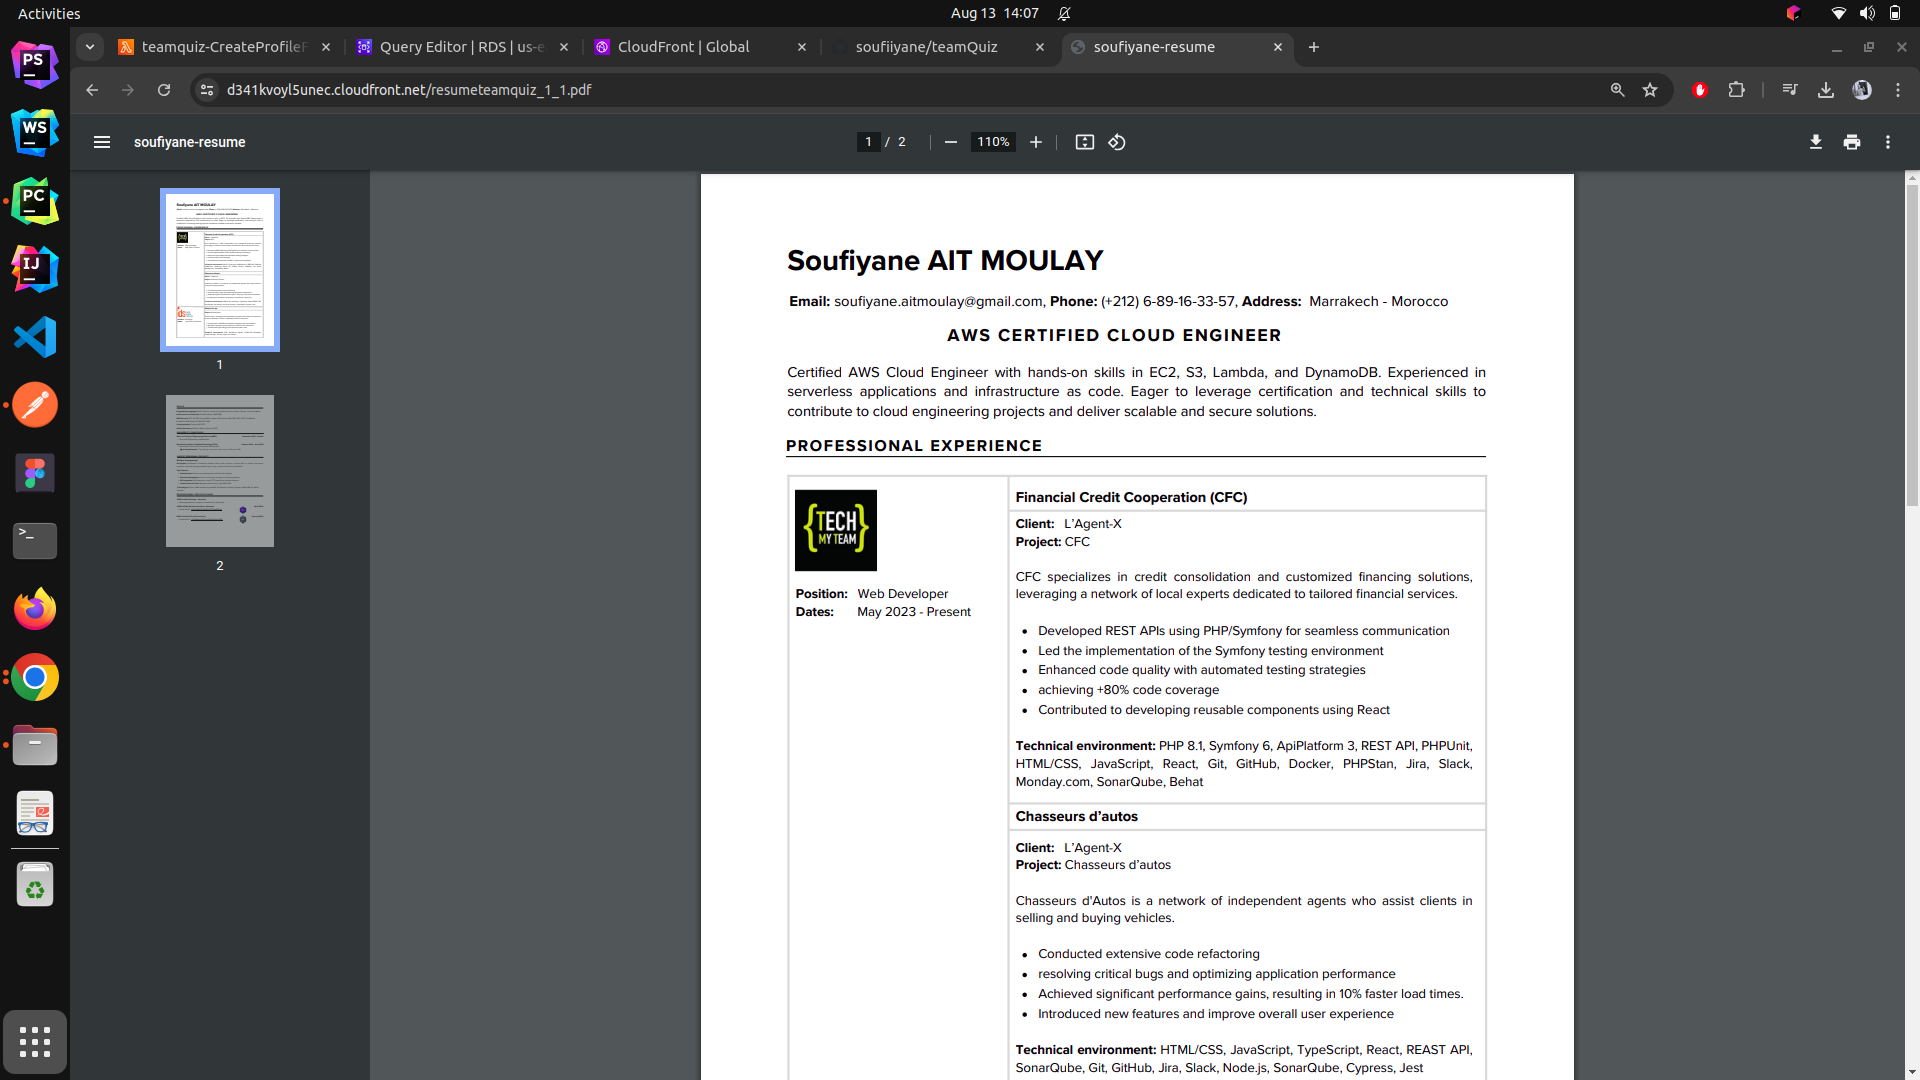 Activities
Aug 13 14:07
teamquiz-CreateProfileF
Query Editor | RDS | us-e
CloudFront | Global
soufiiyane/teamQuiz
soufiyane-resume
d341kvoyl5unec.cloudfront.net/resumeteamquiz_1_1.pdf
soufiyane-resume
1 / 2
110%
1
2
PS
WS
PC
IJ
>_
Soufiyane AIT MOULAY
Email: soufiyane.aitmoulay@gmail.com, Phone: (+212) 6-89-16-33-57, Address: Marrakech - Morocco
AWS CERTIFIED CLOUD ENGINEER
Certified AWS Cloud Engineer with hands-on skills in EC2, S3, Lambda, and DynamoDB. Experienced in
serverless applications and infrastructure as code. Eager to leverage certification and technical skills to
contribute to cloud engineering projects and deliver scalable and secure solutions.
PROFESSIONAL EXPERIENCE
{TECH
MY TEAM}
Position: Web Developer
Dates: May 2023 - Present
Financial Credit Cooperation (CFC)
Client: L’Agent-X
Project: CFC
CFC specializes in credit consolidation and customized financing solutions,
leveraging a network of local experts dedicated to tailored financial services.
• Developed REST APIs using PHP/Symfony for seamless communication
• Led the implementation of the Symfony testing environment
• Enhanced code quality with automated testing strategies
• achieving +80% code coverage
• Contributed to developing reusable components using React
Technical environment: PHP 8.1, Symfony 6, ApiPlatform 3, REST API, PHPUnit,
HTML/CSS, JavaScript, React, Git, GitHub, Docker, PHPStan, Jira, Slack,
Monday.com, SonarQube, Behat
Chasseurs d’autos
Client: L’Agent-X
Project: Chasseurs d’autos
Chasseurs d’Autos is a network of independent agents who assist clients in
selling and buying vehicles.
• Conducted extensive code refactoring
• resolving critical bugs and optimizing application performance
• Achieved significant performance gains, resulting in 10% faster load times.
• Introduced new features and improve overall user experience
Technical environment: HTML/CSS, JavaScript, TypeScript, React, REAST API,
SonarQube, Git, GitHub, Jira, Slack, Node.js, SonarQube, Cypress, Jest